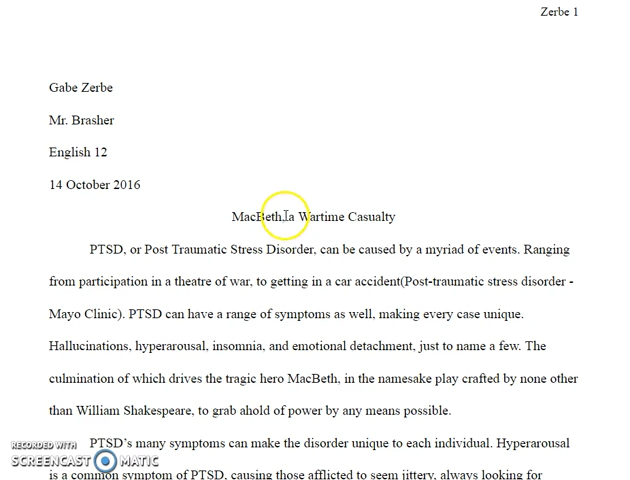 Zerbe 1
Gabe Zerbe
Mr. Brasher
English 12
14 October 2016
MacBeth, a Wartime Casualty
PTSD, or Post Traumatic Stress Disorder, can be caused by a myriad of events. Ranging
from participation in a theatre of war, to getting in a car accident(Post-traumatic stress disorder -
Mayo Clinic). PTSD can have a range of symptoms as well, making every case unique.
Hallucinations, hyperarousal, insomnia, and emotional detachment, just to name a few. The
culmination of which drives the tragic hero MacBeth, in the namesake play crafted by none other
than William Shakespeare, to grab ahold of power by any means possible.
PTSD’s many symptoms can make the disorder unique to each individual. Hyperarousal
is a common symptom of PTSD, causing those afflicted to seem jittery, always looking for
RECORDED WITH
SCREENCAST O MATIC